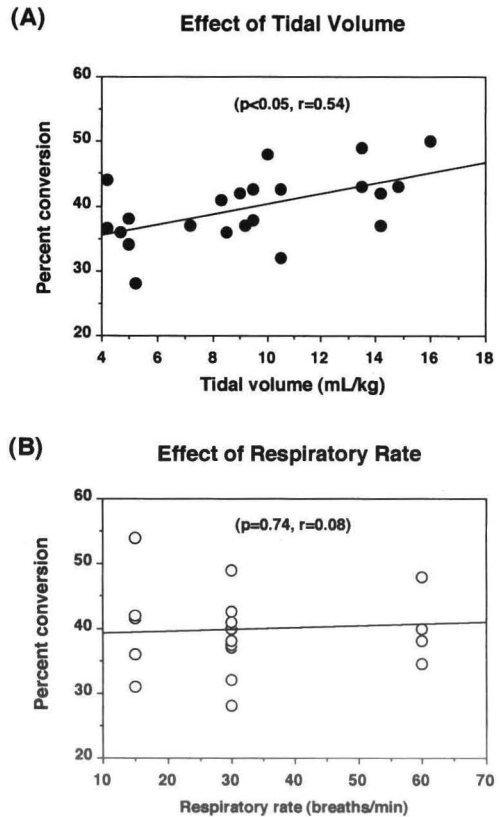 (A)
Effect of Tidal Volume
60
(p<0.05, r=0.54)
50
40
30
20
Percent conversion
4 6 8 10 12 14 16 18
Tidal volume (mL/kg)
(B)
Effect of Respiratory Rate
60
(p=0.74, r=0.08)
50
40
30
20
Percent conversion
10 20 30 40 50 60 70
Respiratory rate (breaths/min)